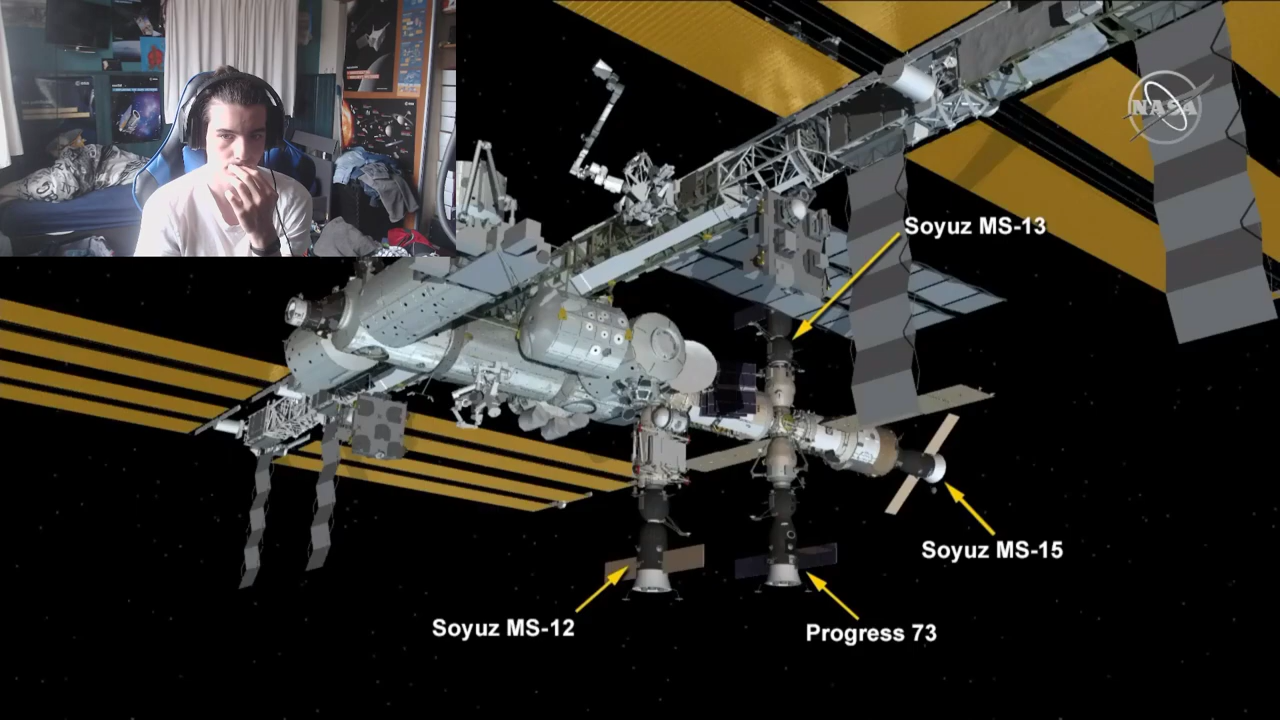 NASA
Soyuz MS-13
Soyuz MS-15
Soyuz MS-12
Progress 73